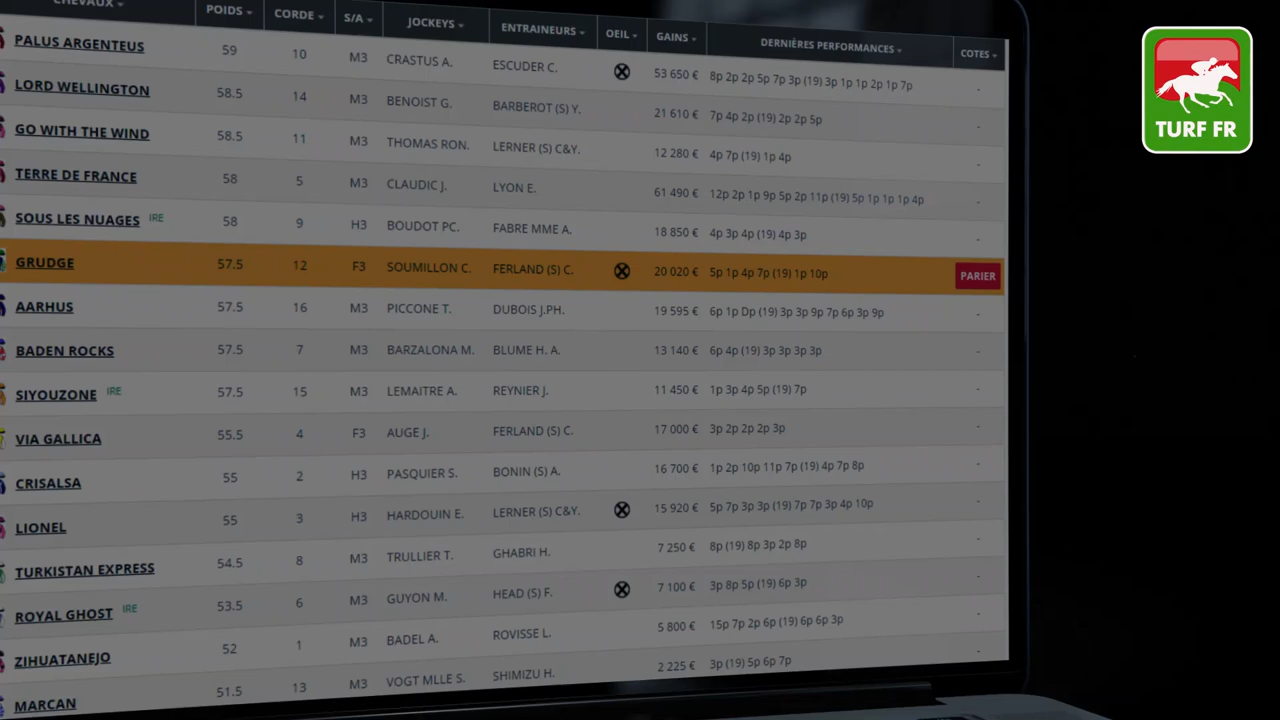 CHEVAUX POIDS CORDE S/A JOCKEYS ENTRAINEURS OEIL GAINS DERNIÈRES PERFORMANCES COTES
PALUS ARGENTEUS 59 10 M3 CRASTUS A. ESCUDER C. 53 650 € 8p 2p 2p 5p 7p 3p (19) 3p 1p 1p 2p 1p 7p -
LORD WELLINGTON 58.5 14 M3 BENOIST G. BARBEROT (S) Y. 21 610 € 7p 4p 2p (19) 2p 2p 5p -
GO WITH THE WIND 58.5 11 M3 THOMAS RON. LERNER (S) C&Y. 12 280 € 4p 7p (19) 1p 4p -
TERRE DE FRANCE 58 5 M3 CLAUDIC J. LYON E. 61 490 € 12p 2p 1p 9p 5p 2p 11p (19) 5p 1p 1p 1p 4p -
SOUS LES NUAGES IRE 58 9 H3 BOUDOT PC. FABRE MME A. 18 850 € 4p 3p 4p (19) 4p 3p -
GRUDGE 57.5 12 F3 SOUMILLON C. FERLAND (S) C. 20 020 € 5p 1p 4p 7p (19) 1p 10p PARIER
AARHUS 57.5 16 M3 PICCONE T. DUBOIS J.PH. 19 595 € 6p 1p Dp (19) 3p 3p 9p 7p 6p 3p 9p -
BADEN ROCKS 57.5 7 M3 BARZALONA M. BLUME H. A. 13 140 € 6p 4p (19) 3p 3p 3p 3p -
SIYOUZONE IRE 57.5 15 M3 LEMAITRE A. REYNIER J. 11 450 € 1p 3p 4p 5p (19) 7p -
VIA GALLICA 55.5 4 F3 AUGE J. FERLAND (S) C. 17 000 € 3p 2p 2p 2p 3p -
CRISALSA 55 2 H3 PASQUIER S. BONIN (S) A. 16 700 € 1p 2p 10p 11p 7p (19) 4p 7p 8p -
LIONEL 55 3 H3 HARDOUIN E. LERNER (S) C&Y. 15 920 € 5p 7p 3p 3p (19) 7p 7p 3p 4p 10p -
TURKISTAN EXPRESS 54.5 8 M3 TRULLIER T. GHABRI H. 7 250 € 8p (19) 8p 3p 2p 8p -
ROYAL GHOST IRE 53.5 6 M3 GUYON M. HEAD (S) F. 7 100 € 3p 8p 5p (19) 6p 3p -
ZIHUATANEJO 52 1 M3 BADEL A. ROVISSE L. 5 800 € 15p 7p 2p 6p (19) 6p 6p 3p -
MARCAN 51.5 13 M3 VOGT MLLE S. SHIMIZU H. 2 225 € 3p (19) 5p 6p 7p -
TURF FR